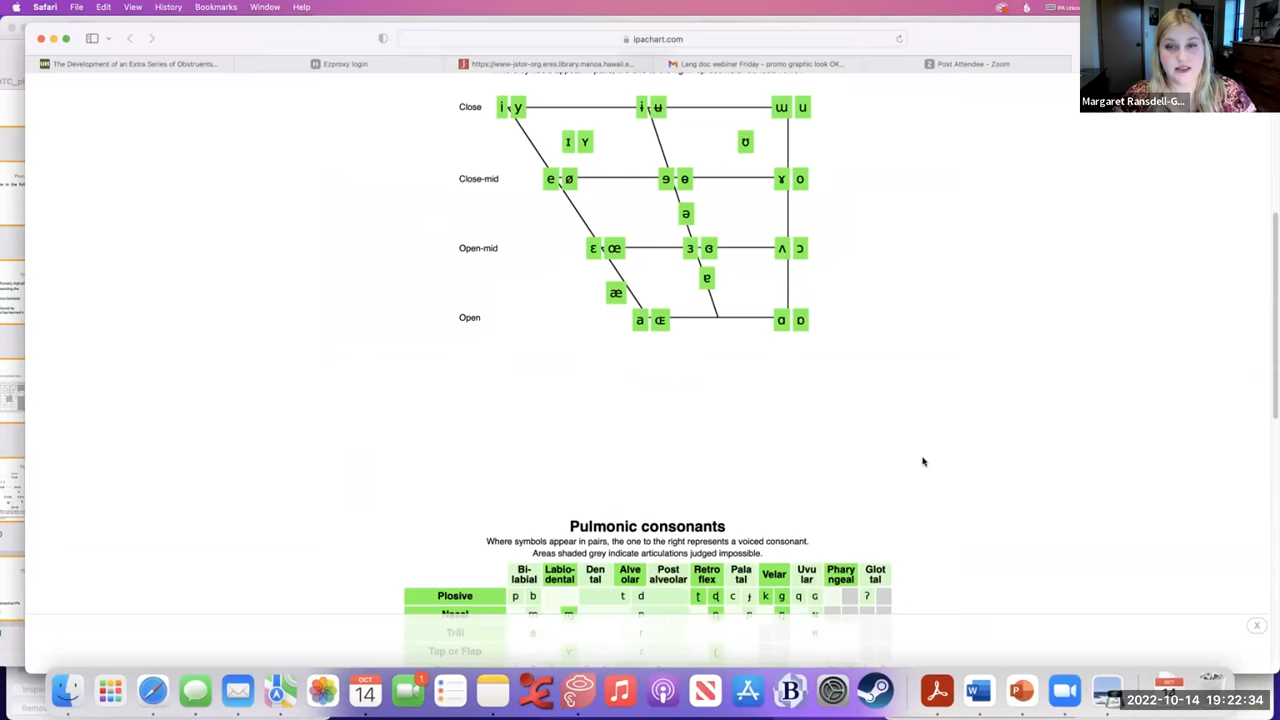 Safari File Edit View History Bookmarks Window Help
ipachart.com
The Development of an Extra Series of Obstruents...
Ezproxy login
https://www-jstor-org.eres.library.manoa.hawaii.e...
Lang doc webinar Friday - promo graphic look OK...
Post Attendee - Zoom
Margaret Ransdell-G...
Close i y ɨ ʉ ɯ u
ɪ ʏ ʊ
Close-mid e ø ɘ ɵ ɤ o
ə
Open-mid ɛ œ ɜ ɞ ʌ ɔ
æ ɐ
Open a ɶ ɑ ɒ
Pulmonic consonants
Where symbols appear in pairs, the one to the right represents a voiced consonant.
Areas shaded grey indicate articulations judged impossible.
Bi-labial Labio-dental Den tal Alve olar Post alveolar Retro flex Pala tal Velar Uvu lar Phary ngeal Glot tal
Plosive p b t d ʈ ɖ c ɟ k g q ɢ ʔ
Nasal m ɱ n ɳ ɲ ŋ ɴ
Trill ʙ r ʀ
Tap or Flap ⱱ ɾ ɽ
X
OCT
14
1
2022-10-14 19:22:34